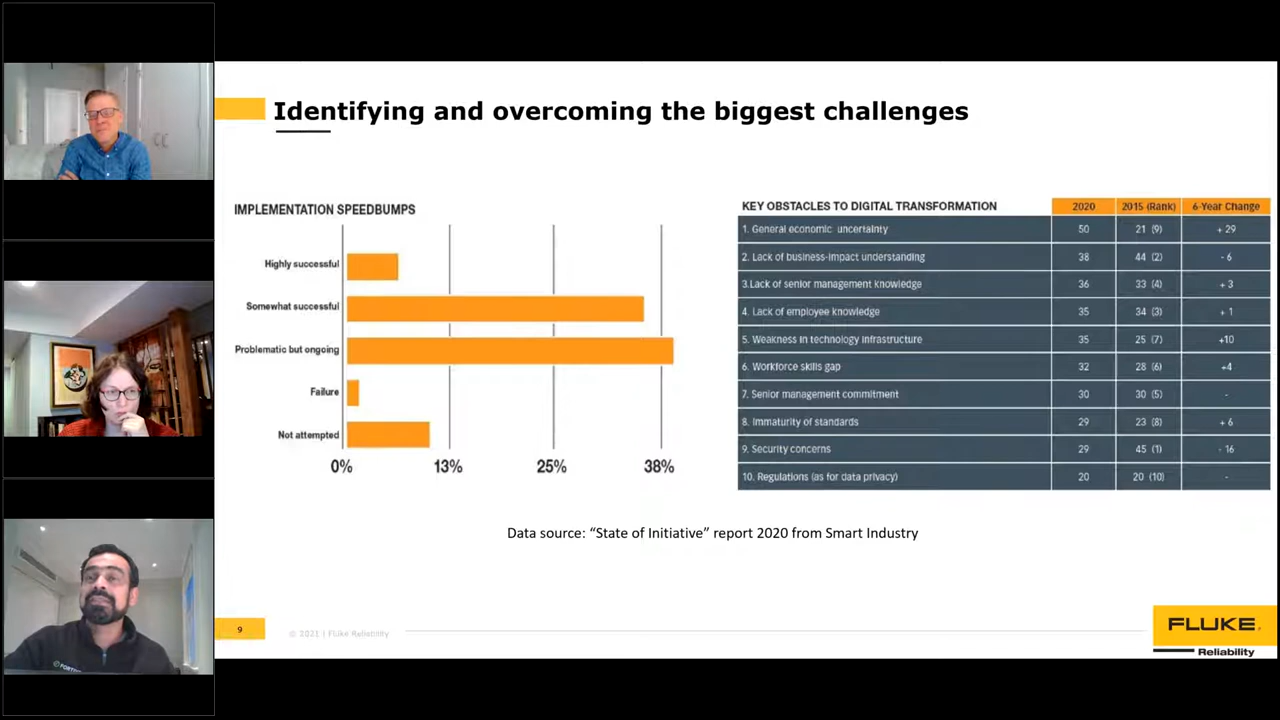 Identifying and overcoming the biggest challenges
IMPLEMENTATION SPEEDBUMPS
Highly successful
Somewhat successful
Problematic but ongoing
Failure
Not attempted
0% 13% 25% 38%
KEY OBSTACLES TO DIGITAL TRANSFORMATION 2020 2015 (Rank) 6-Year Change
1. General economic uncertainty 50 21 (9) + 29
2. Lack of business-impact understanding 38 44 (2) - 6
3.Lack of senior management knowledge 36 33 (4) + 3
4. Lack of employee knowledge 35 34 (3) + 1
5. Weakness in technology infrastructure 35 25 (7) +10
6. Workforce skills gap 32 28 (6) +4
7. Senior management commitment 30 30 (5) -
8. Immaturity of standards 29 23 (8) + 6
9. Security concerns 29 45 (1) - 16
10. Regulations (as for data privacy) 20 20 (10) -
Data source: “State of Initiative” report 2020 from Smart Industry
9
© 2021 | Fluke Reliability
FLUKE®
Reliability